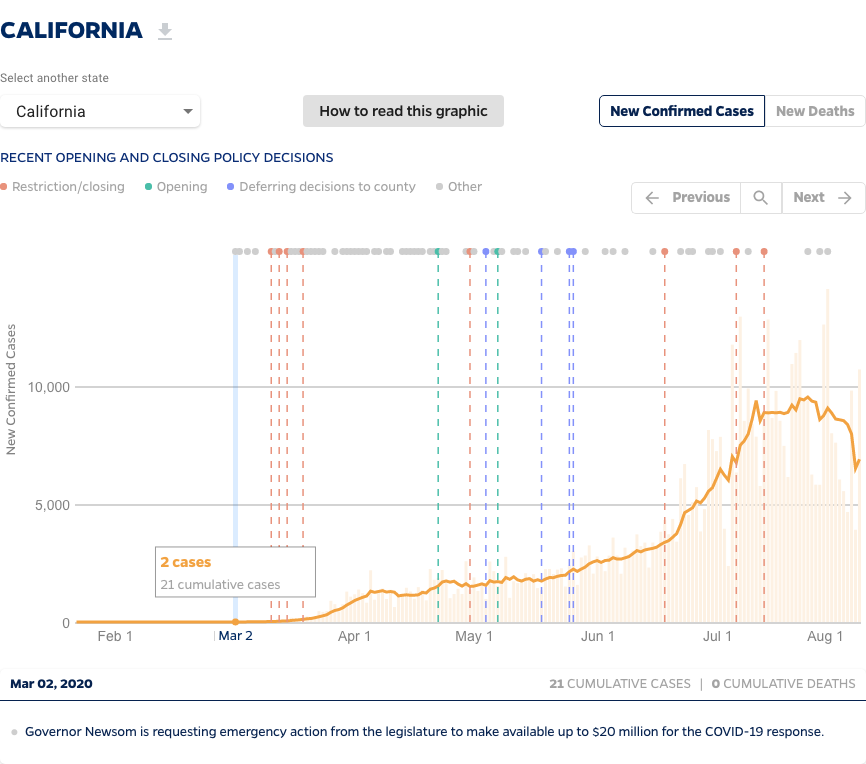 CALIFORNIA
Select another state
California
How to read this graphic
New Confirmed Cases
New Deaths
RECENT OPENING AND CLOSING POLICY DECISIONS
Restriction/closing
Opening
Deferring decisions to county
Other
Previous
Next
New Confirmed Cases
10,000
5,000
2 cases
21 cumulative cases
0
Feb 1
Mar 2
Apr 1
May 1
Jun 1
Jul 1
Aug 1
Mar 02, 2020
21 CUMULATIVE CASES | 0 CUMULATIVE DEATHS
Governor Newsom is requesting emergency action from the legislature to make available up to $20 million for the COVID-19 response.